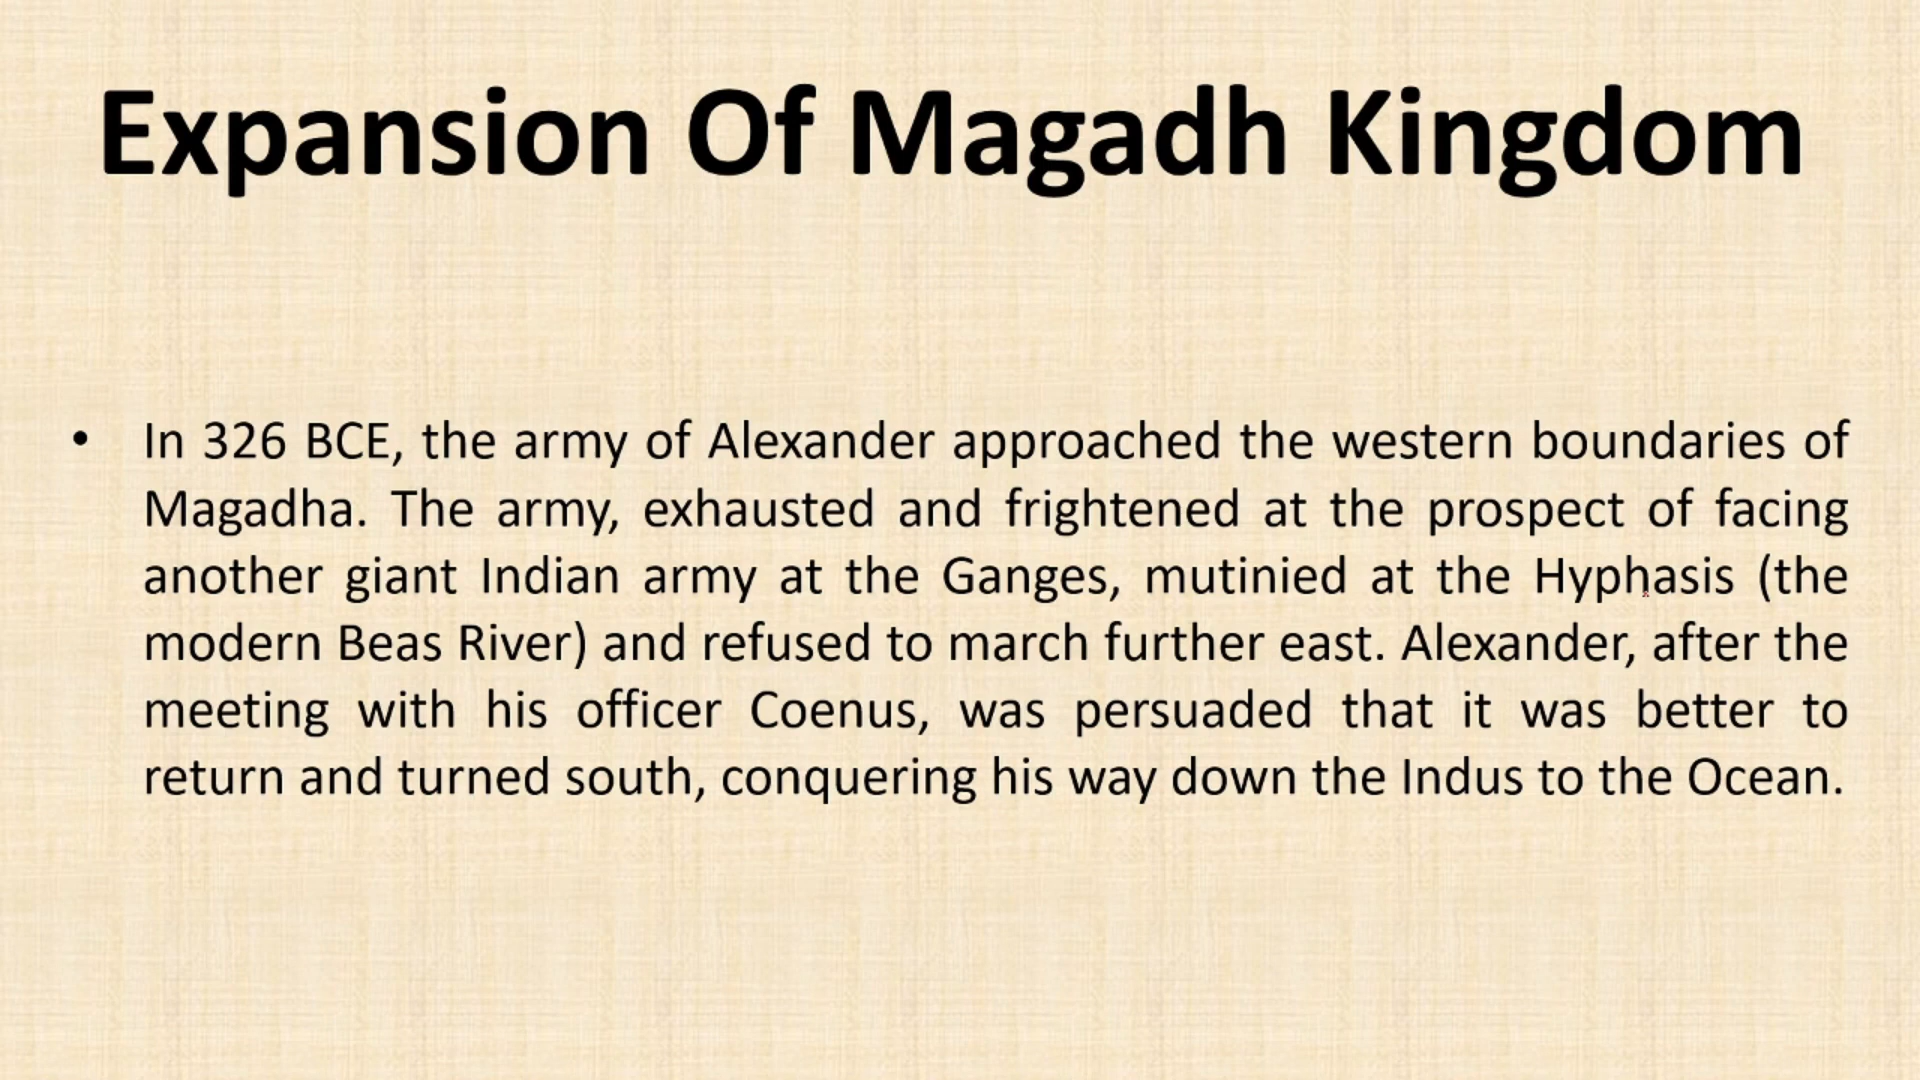 Expansion Of Magadh Kingdom
• In 326 BCE, the army of Alexander approached the western boundaries of
Magadha. The army, exhausted and frightened at the prospect of facing
another giant Indian army at the Ganges, mutinied at the Hyphasis (the
modern Beas River) and refused to march further east. Alexander, after the
meeting with his officer Coenus, was persuaded that it was better to
return and turned south, conquering his way down the Indus to the Ocean.